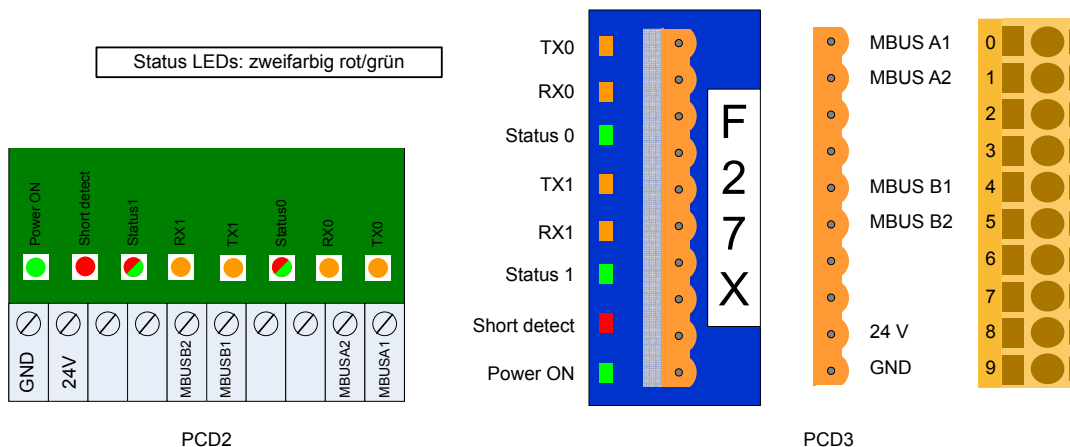 Status LEDs: zweifarbig rot/grün
Power ON
Short detect
Status1
RX1
TX1
Status0
RX0
TX0
GND
24V
MBUSB2
MBUSB1
MBUSA2
MBUSA1
PCD2
TX0
RX0
Status 0
TX1
RX1
Status 1
Short detect
Power ON
F
2
7
X
MBUS A1
MBUS A2
MBUS B1
MBUS B2
24 V
GND
0
1
2
3
4
5
6
7
8
9
PCD3